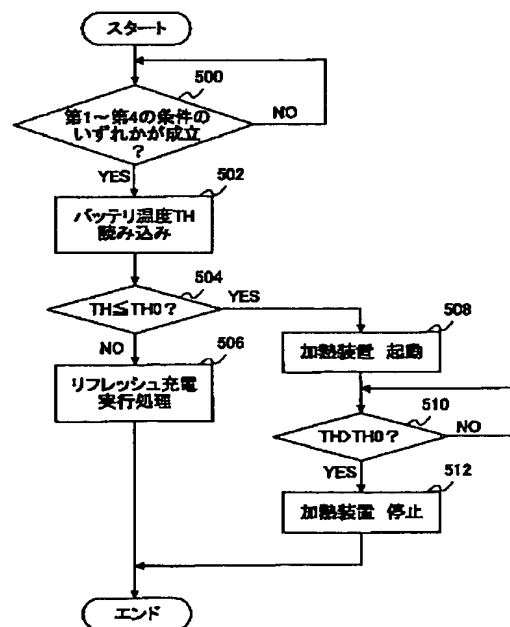 スタート
500
第1～第4の条件の
いずれかが成立
?
NO
YES
502
バッテリ温度TH
読み込み
504
TH≦TH0?
YES
NO
506
リフレッシュ充電
実行処理
508
加熱装置 起動
510
TH>TH0?
NO
YES
512
加熱装置 停止
エンド